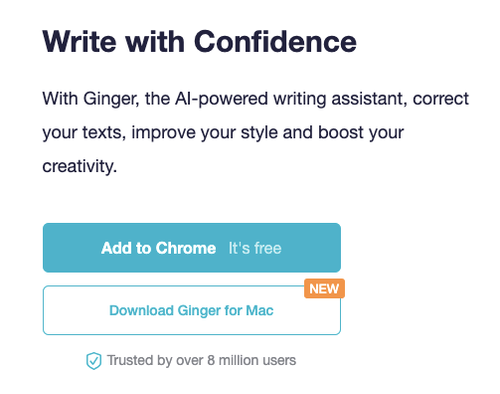 Write with Confidence
With Ginger, the AI-powered writing assistant, correct
your texts, improve your style and boost your
creativity.
Add to Chrome It's free
NEW
Download Ginger for Mac
Trusted by over 8 million users